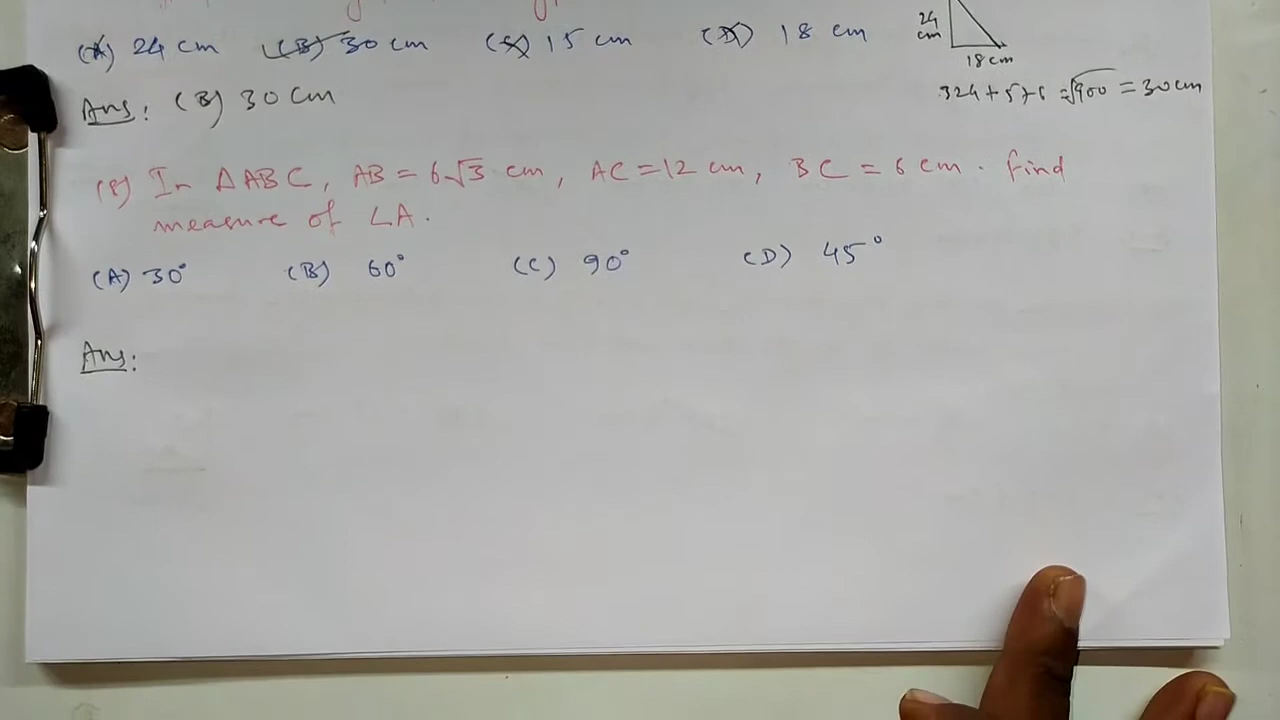 (A) 24 cm (B) 30 cm (C) 15 cm (D) 18 cm
24 cm
18 cm
Ans: (B) 30 cm
324 + 576 = √900 = 30 cm
(8) In ΔABC, AB = 6√3 cm, AC = 12 cm, BC = 6 cm. Find
measure of ∠A.
(A) 30° (B) 60° (C) 90° (D) 45°
Ans: